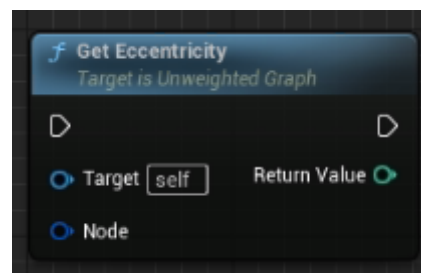 f Get Eccentricity
Target is Unweighted Graph
Target self
Return Value
Node